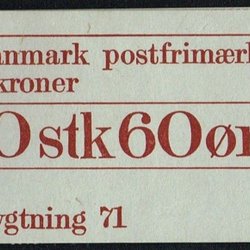 anmark postfrimærk
kroner
0 stk 60 ør
ygtning 71